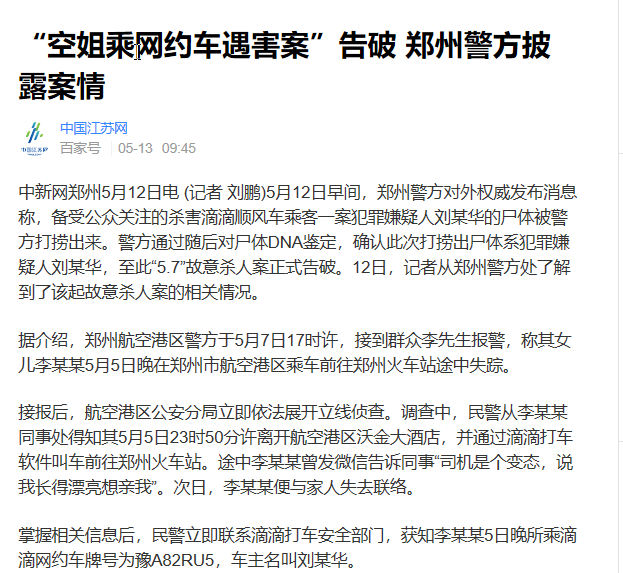 “空姐乘网约车遇害案”告破 郑州警方披
露案情
中国江苏网
中国江苏网
百家号 05-13 09:45
中新网郑州5月12日电 (记者 刘鹏)5月12日早间，郑州警方对外权威发布消息
称，备受公众关注的杀害滴滴顺风车乘客一案犯罪嫌疑人刘某华的尸体被警
方打捞出来。警方通过随后对尸体DNA鉴定，确认此次打捞出尸体系犯罪嫌
疑人刘某华，至此“5.7”故意杀人案正式告破。12日，记者从郑州警方处了解
到了该起故意杀人案的相关情况。
据介绍，郑州航空港区警方于5月7日17时许，接到群众李先生报警，称其女
儿李某某5月5日晚在郑州市航空港区乘车前往郑州火车站途中失踪。
接报后，航空港区公安分局立即依法展开立线侦查。调查中，民警从李某某
同事处得知其5月5日23时50分许离开航空港区沃金大酒店，并通过滴滴打车
软件叫车前往郑州火车站。途中李某某曾发微信告诉同事“司机是个变态，说
我长得漂亮想亲我”。次日，李某某便与家人失去联络。
掌握相关信息后，民警立即联系滴滴打车安全部门，获知李某某5日晚所乘滴
滴网约车牌号为豫A82RU5，车主名叫刘某华。